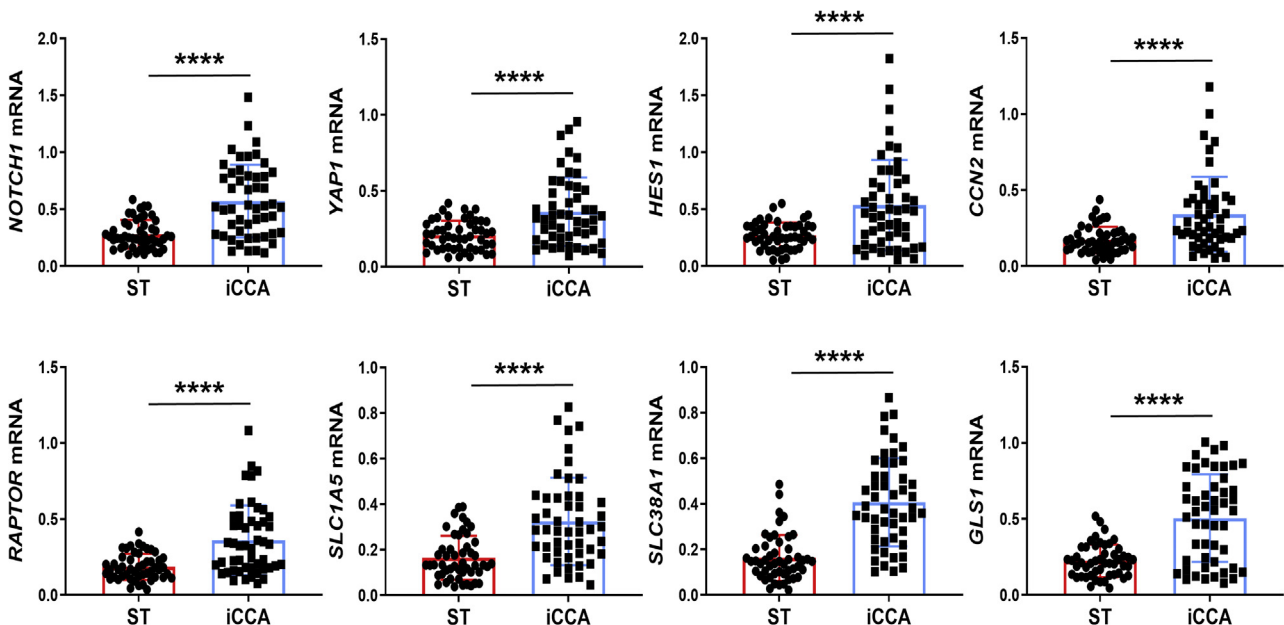 ****
NOTCH1 mRNA
2.0
1.5
1.0
0.5
0.0
ST iCCA
****
YAP1 mRNA
1.5
1.0
0.5
0.0
ST iCCA
****
HES1 mRNA
2.0
1.5
1.0
0.5
0.0
ST iCCA
****
CCN2 mRNA
1.5
1.0
0.5
0.0
ST iCCA
****
RAPTOR mRNA
1.5
1.0
0.5
0.0
ST iCCA
****
SLC1A5 mRNA
1.0
0.8
0.6
0.4
0.2
0.0
ST iCCA
****
SLC38A1 mRNA
1.0
0.8
0.6
0.4
0.2
0.0
ST iCCA
****
GLS1 mRNA
1.5
1.0
0.5
0.0
ST iCCA